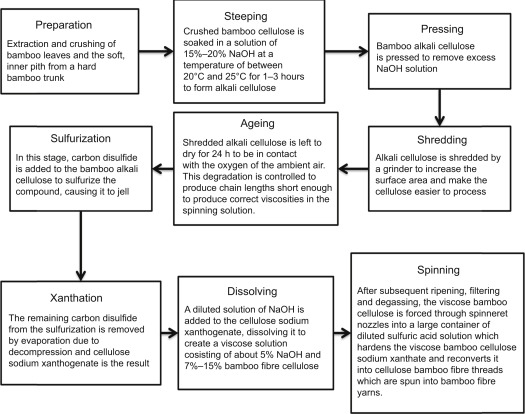 Preparation
Extraction and crushing of
bamboo leaves and the soft,
inner pith from a hard
bamboo trunk
Steeping
Crushed bamboo cellulose is
soaked in a solution of
15%–20% NaOH at a
temperature of between
20°C and 25°C for 1–3 hours
to form alkali cellulose
Pressing
Bamboo alkali cellulose
is pressed to remove excess
NaOH solution
Shredding
Alkali cellulose is shredded by
a grinder to increase the
surface area and make the
cellulose easier to process
Ageing
Shredded alkali cellulose is left to
dry for 24 h to be in contact
with the oxygen of the ambient air.
This degradation is controlled to
produce chain lengths short enough
to produce correct viscosities in the
spinning solution.
Sulfurization
In this stage, carbon disulfide
is added to the bamboo alkali
cellulose to sulfurize the
compound, causing it to jell
Xanthation
The remaining carbon disulfide
from the sulfurization is removed
by evaporation due to
decompression and cellulose
sodium xanthogenate is the result
Dissolving
A diluted solution of NaOH is
added to the cellulose sodium
xanthogenate, dissolving it to
create a viscose solution
cosisting of about 5% NaOH and
7%–15% bamboo fibre cellulose
Spinning
After subsequent ripening, filtering
and degassing, the viscose bamboo
cellulose is forced through spinneret
nozzles into a large container of
diluted sulfuric acid solution which
hardens the viscose bamboo cellulose
sodium xanthate and reconverts it
into cellulose bamboo fibre threads
which are spun into bamboo fibre
yarns.